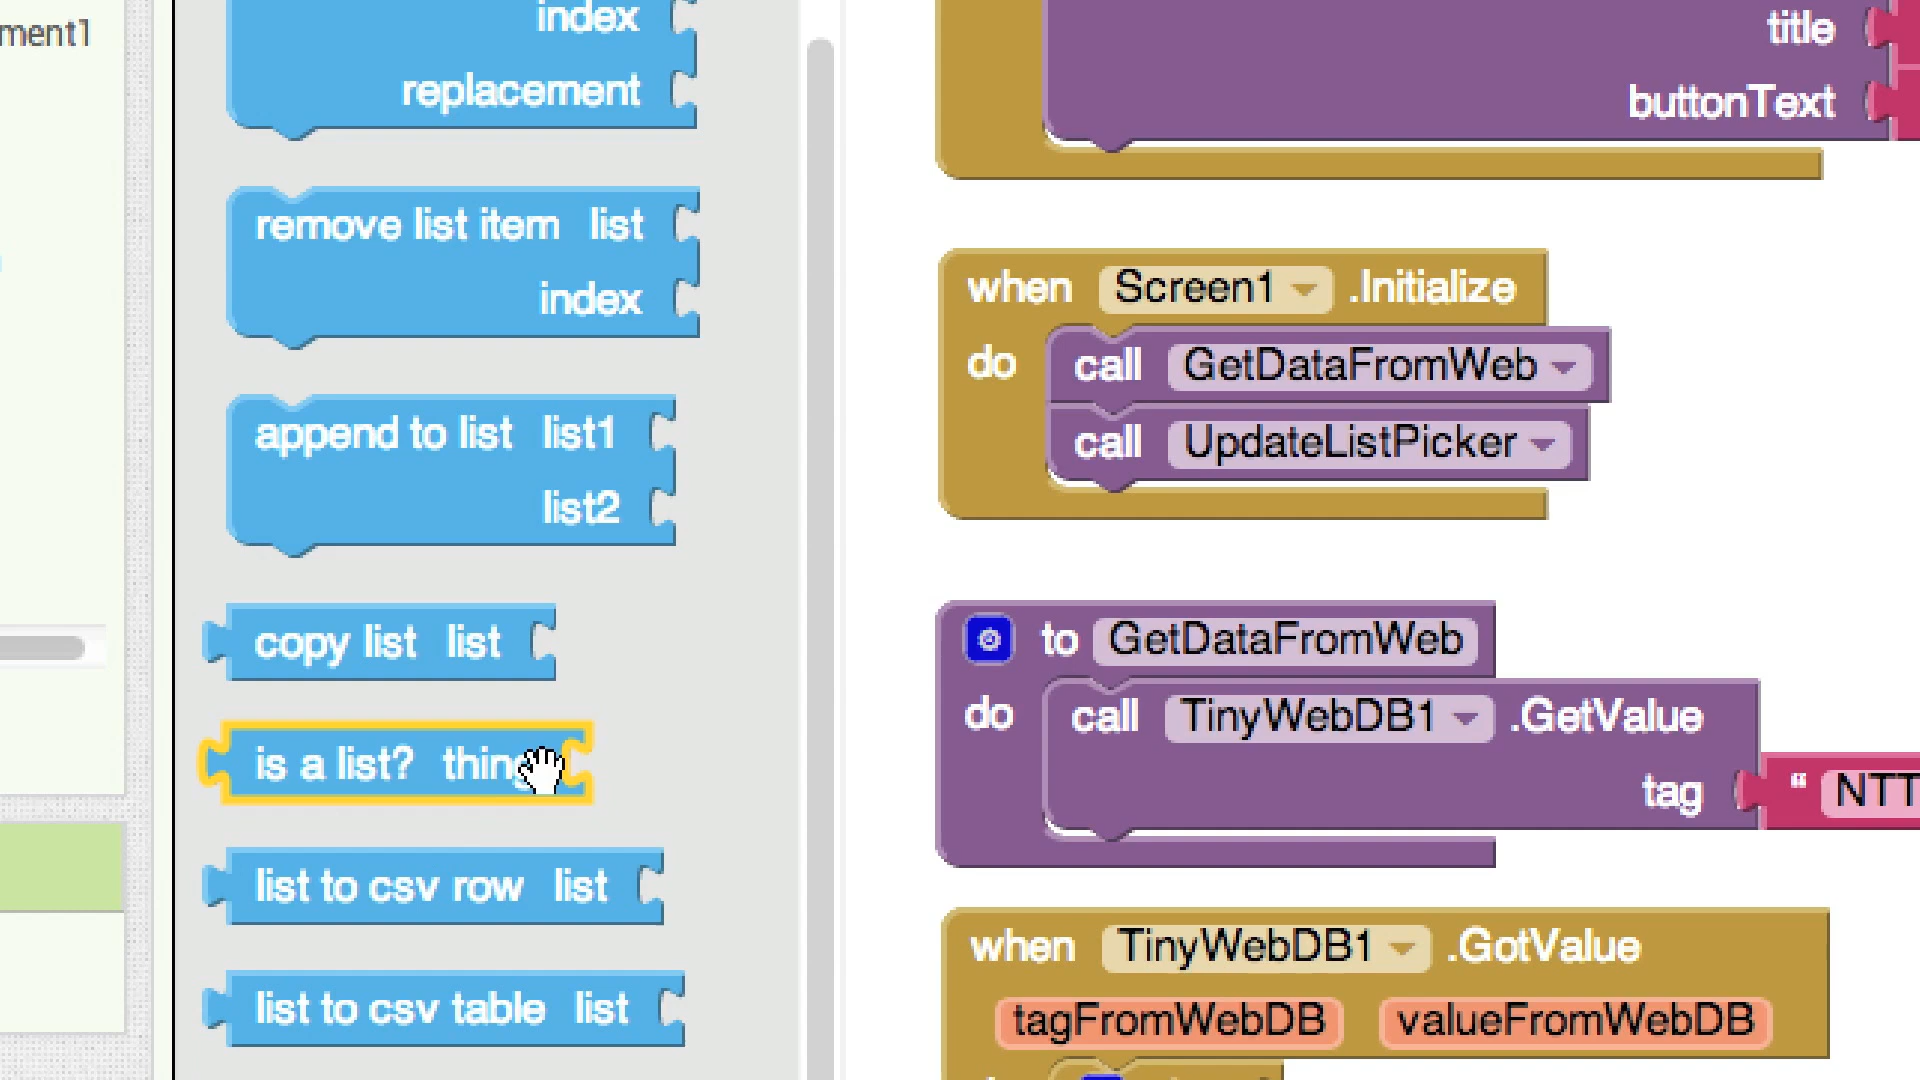 ment1
index
replacement
remove list item list
index
append to list list1
list2
copy list list
is a list? thing
list to csv row list
list to csv table list
title
buttonText
when Screen1 .Initialize
do call GetDataFromWeb
call UpdateListPicker
to GetDataFromWeb
do call TinyWebDB1 .GetValue
tag " NTT
when TinyWebDB1 .GotValue
tagFromWebDB valueFromWebDB